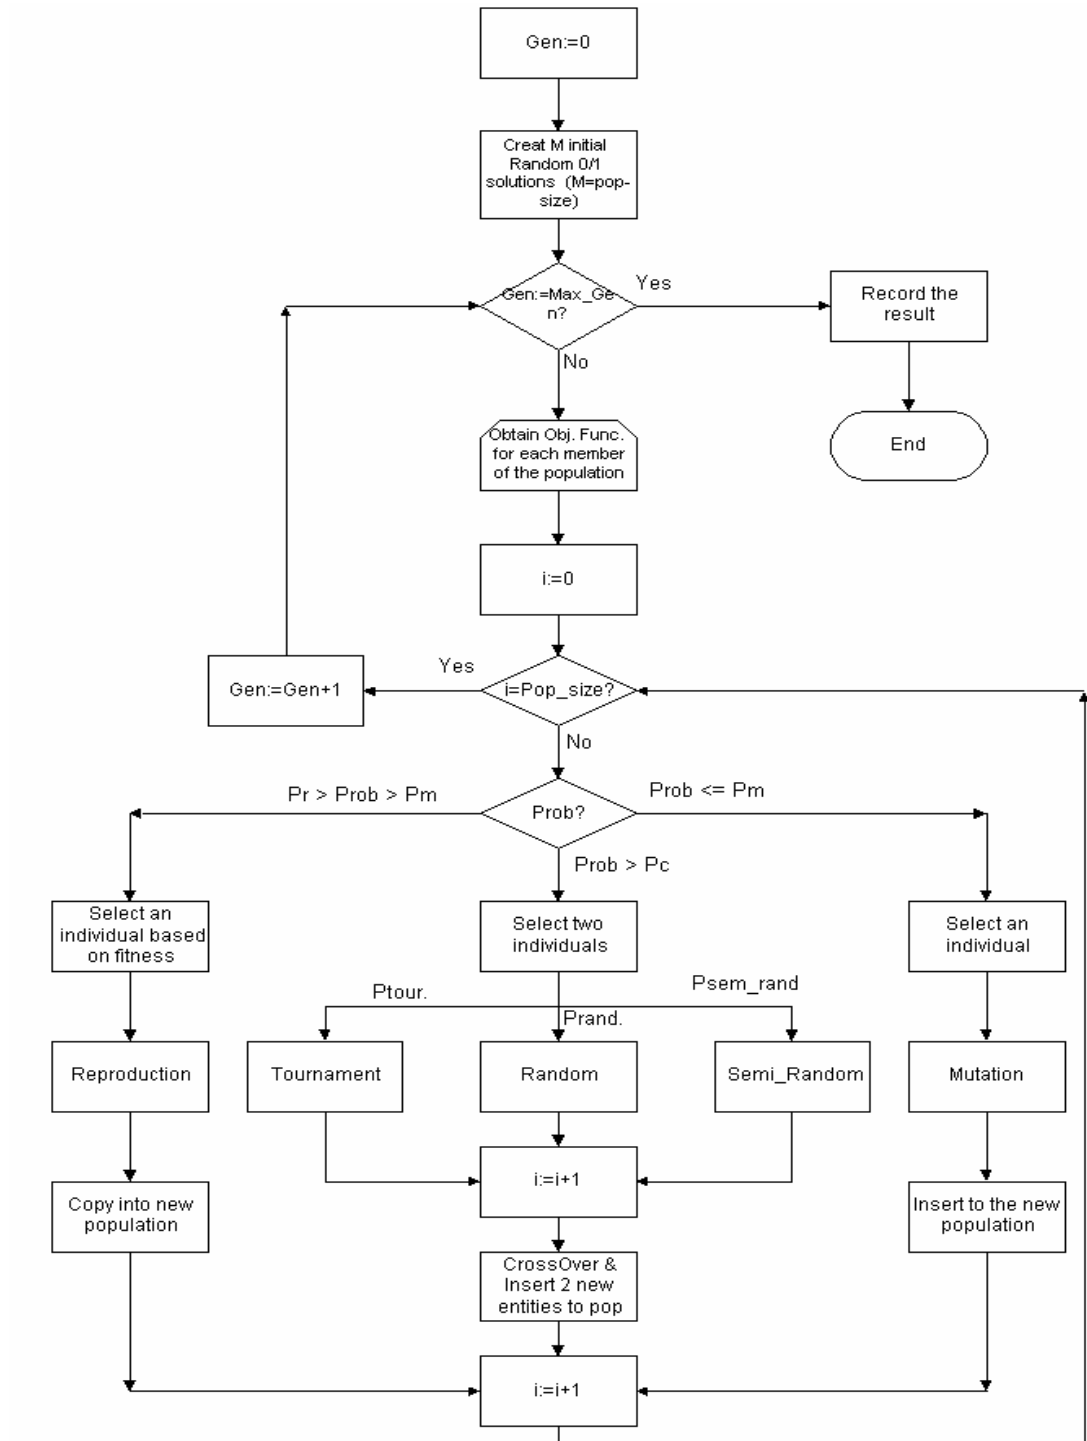 Gen:=0
Creat M initial
Random 0/1
solutions (M=pop-
size)
Gen:=Max_Ge
n?
Yes
Record the
result
No
Obtain Obj. Func.
for each member
of the population
End
i:=0
Gen:=Gen+1
Yes
i=Pop_size?
No
Pr > Prob > Pm
Prob?
Prob <= Pm
Prob > Pc
Select an
individual based
on fitness
Select two
individuals
Select an
individual
Ptour.
Prand.
Psem_rand
Reproduction
Tournament
Random
Semi_Random
Mutation
Copy into new
population
i:=i+1
Insert to the new
population
CrossOver &
Insert 2 new
entities to pop
i:=i+1